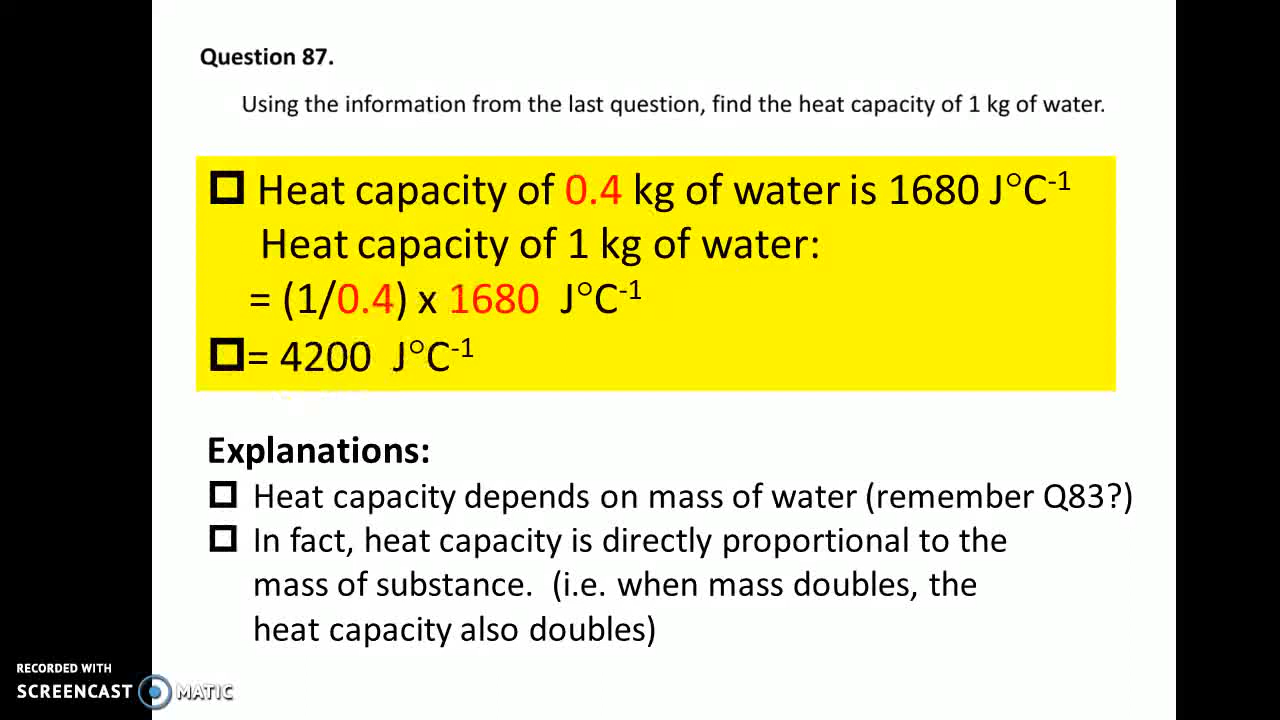 Question 87.
Using the information from the last question, find the heat capacity of 1 kg of water.
Heat capacity of 0.4 kg of water is 1680 J°C⁻¹
Heat capacity of 1 kg of water:
= (1/0.4) x 1680 J°C⁻¹
= 4200 J°C⁻¹
Explanations:
Heat capacity depends on mass of water (remember Q83?)
In fact, heat capacity is directly proportional to the
mass of substance. (i.e. when mass doubles, the
heat capacity also doubles)
RECORDED WITH
SCREENCAST MATIC